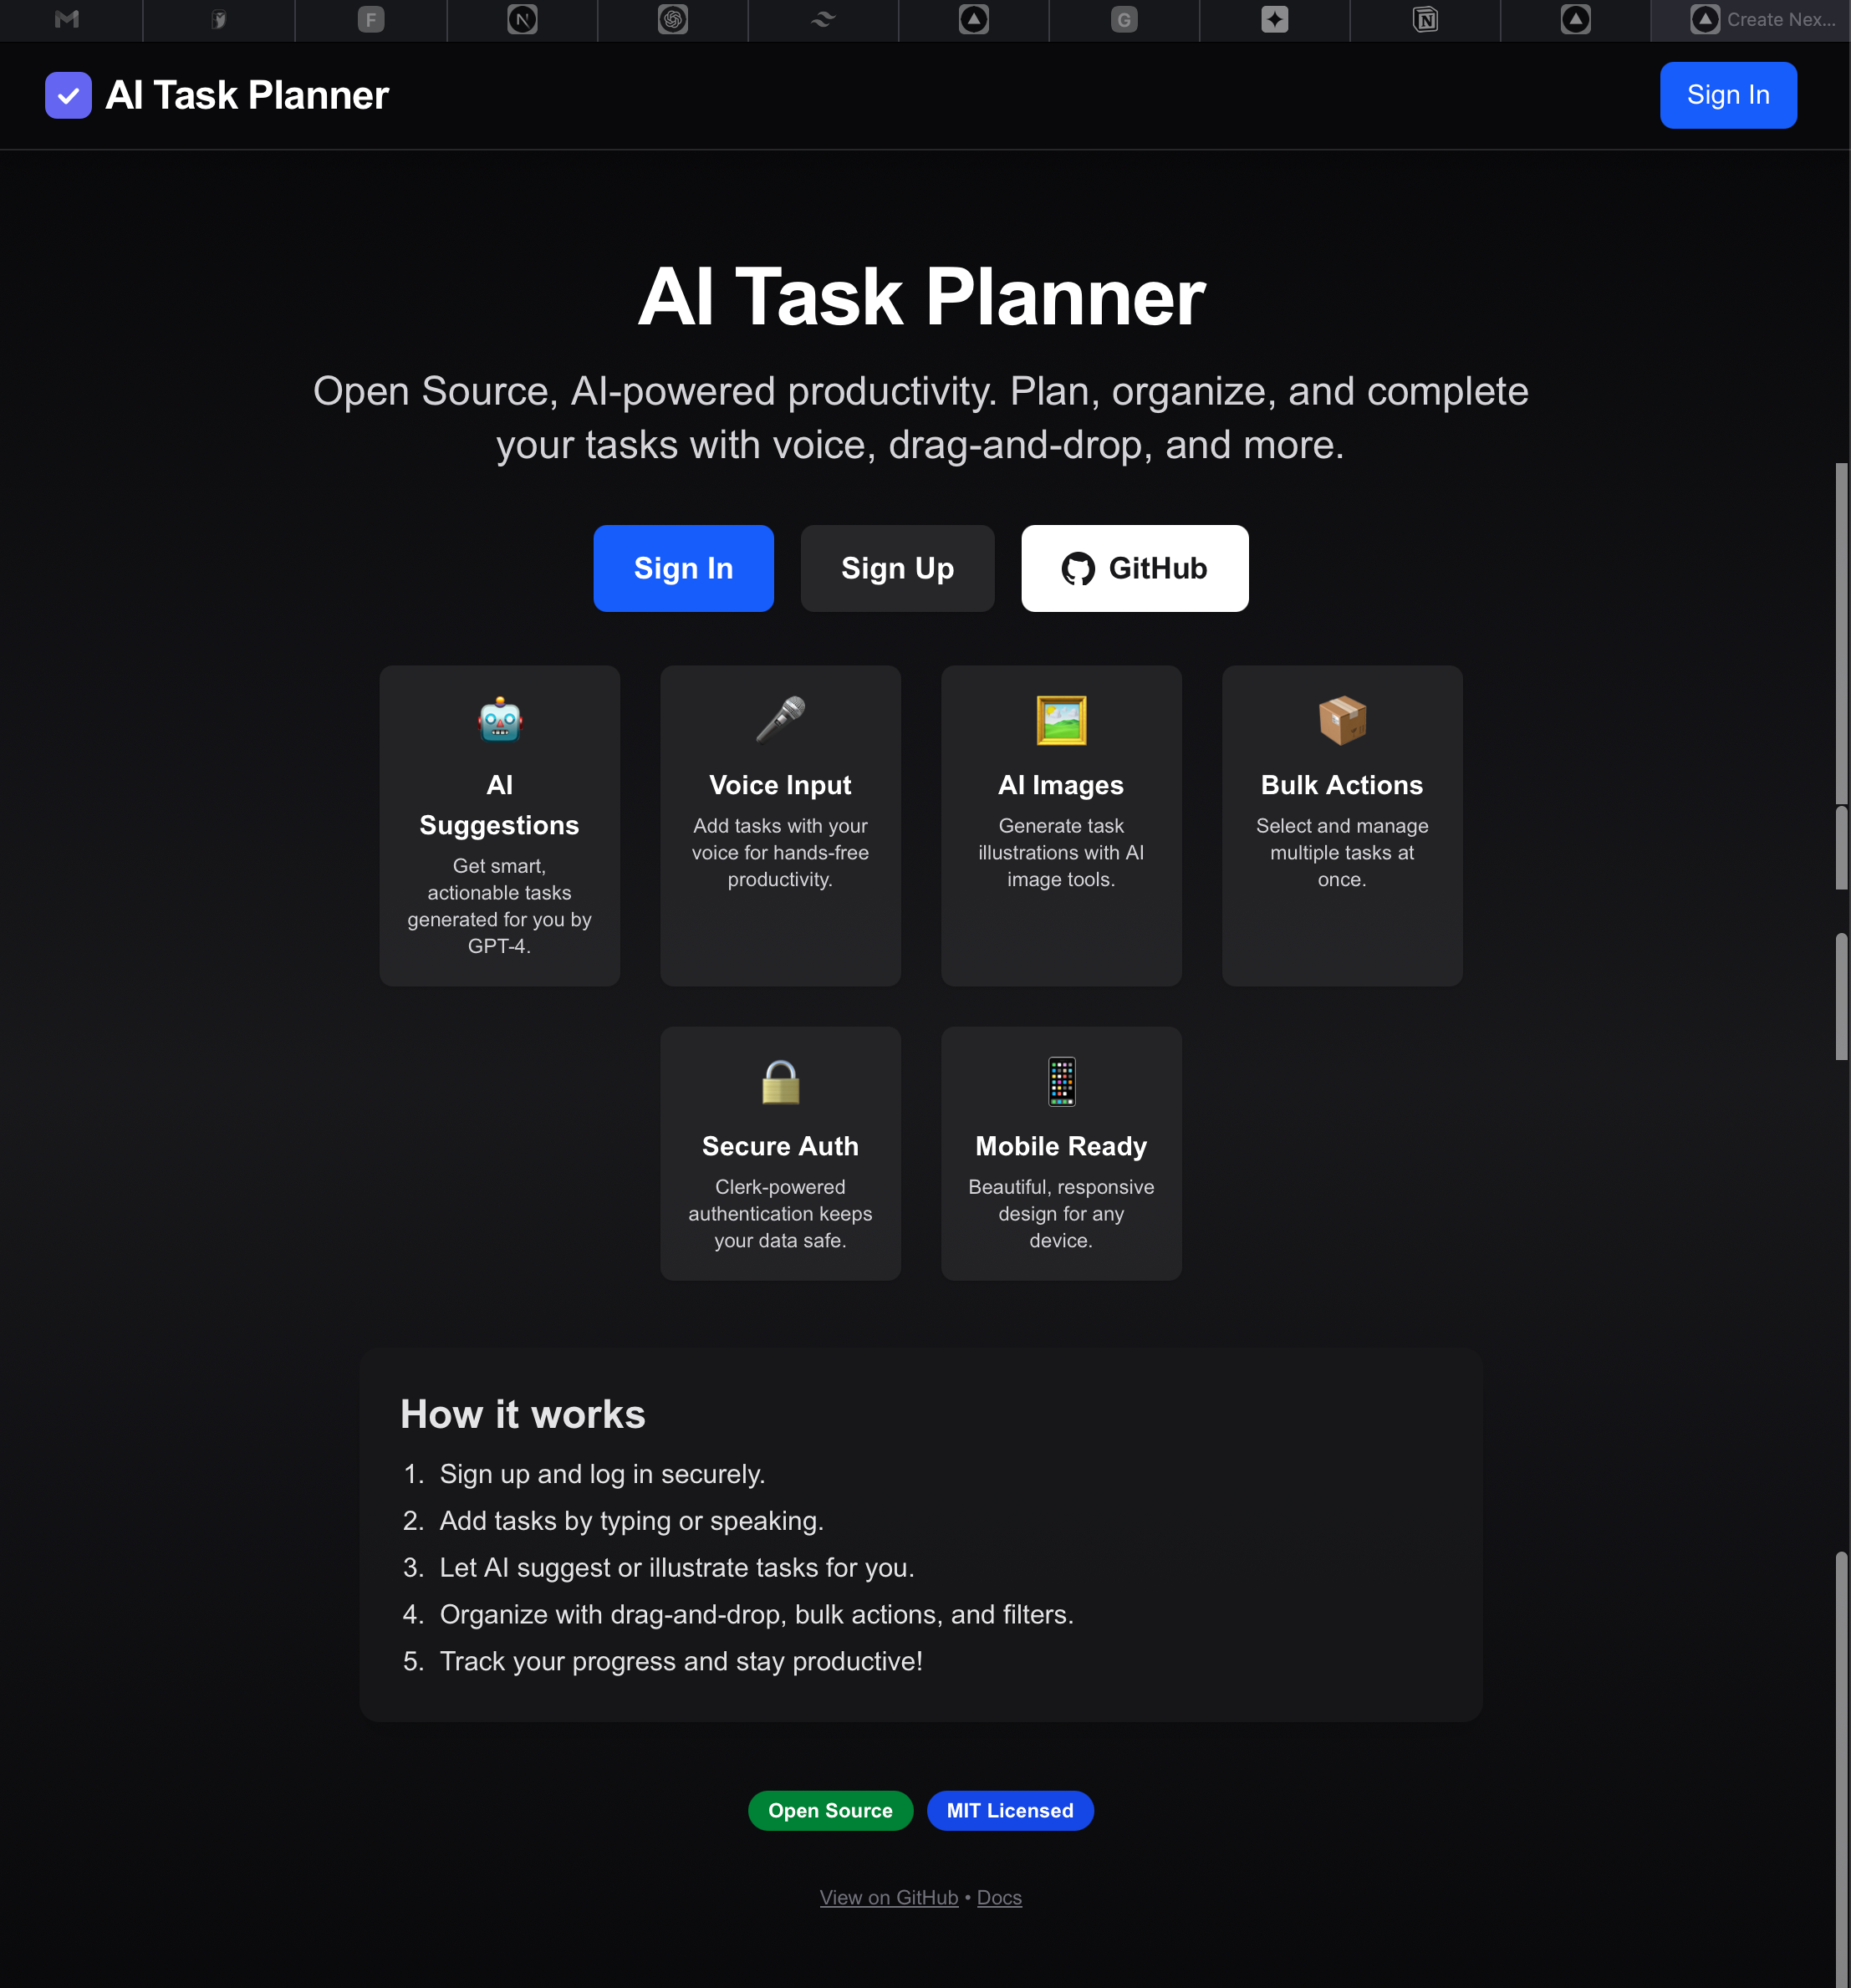 Create Nex...
AI Task Planner
Sign In
AI Task Planner
Open Source, AI-powered productivity. Plan, organize, and complete
your tasks with voice, drag-and-drop, and more.
Sign In
Sign Up
GitHub
AI
Suggestions
Get smart,
actionable tasks
generated for you by
GPT-4.
Voice Input
Add tasks with your
voice for hands-free
productivity.
AI Images
Generate task
illustrations with AI
image tools.
Bulk Actions
Select and manage
multiple tasks at
once.
Secure Auth
Clerk-powered
authentication keeps
your data safe.
Mobile Ready
Beautiful, responsive
design for any
device.
How it works
1. Sign up and log in securely.
2. Add tasks by typing or speaking.
3. Let AI suggest or illustrate tasks for you.
4. Organize with drag-and-drop, bulk actions, and filters.
5. Track your progress and stay productive!
Open Source
MIT Licensed
View on GitHub • Docs